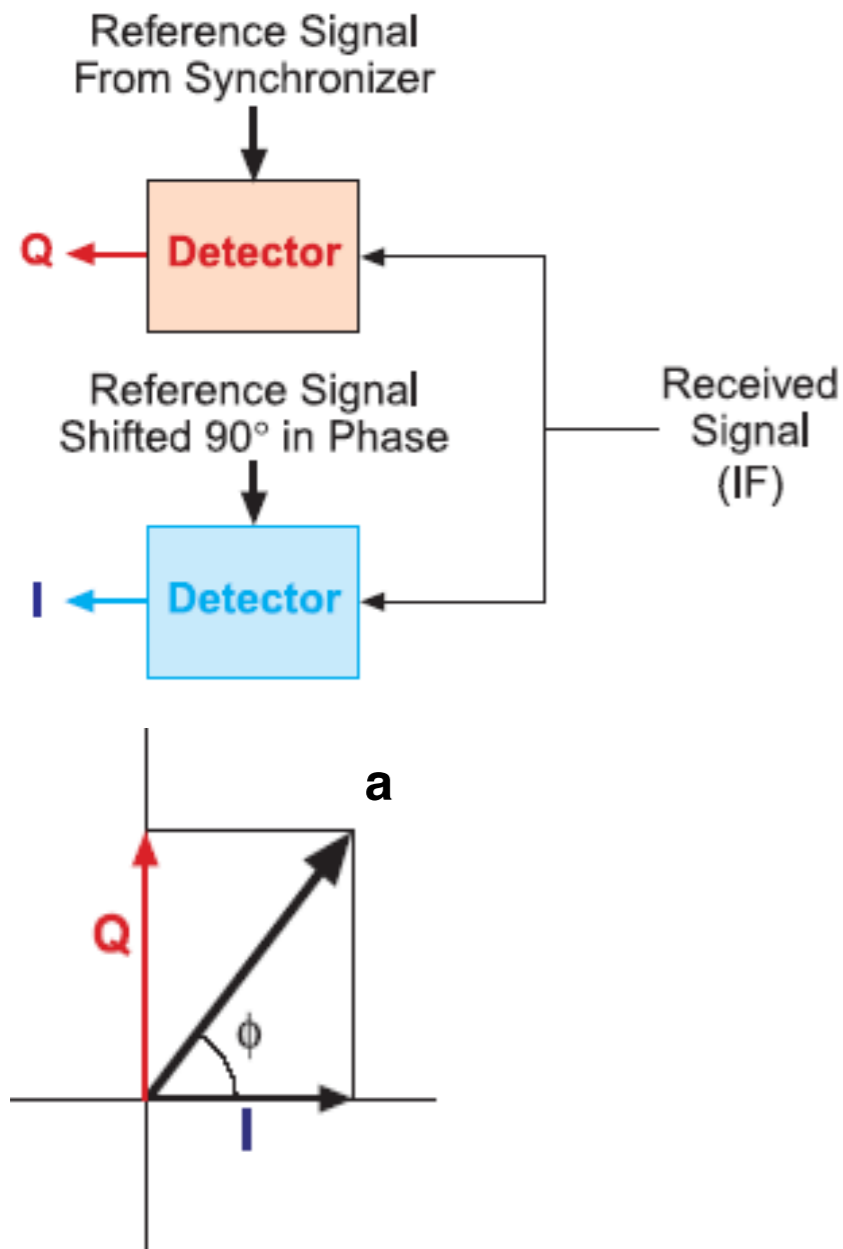 Reference Signal
From Synchronizer
Q
Detector
Reference Signal
Shifted 90° in Phase
Received
Signal
(IF)
I
Detector
a
Q
ϕ
I